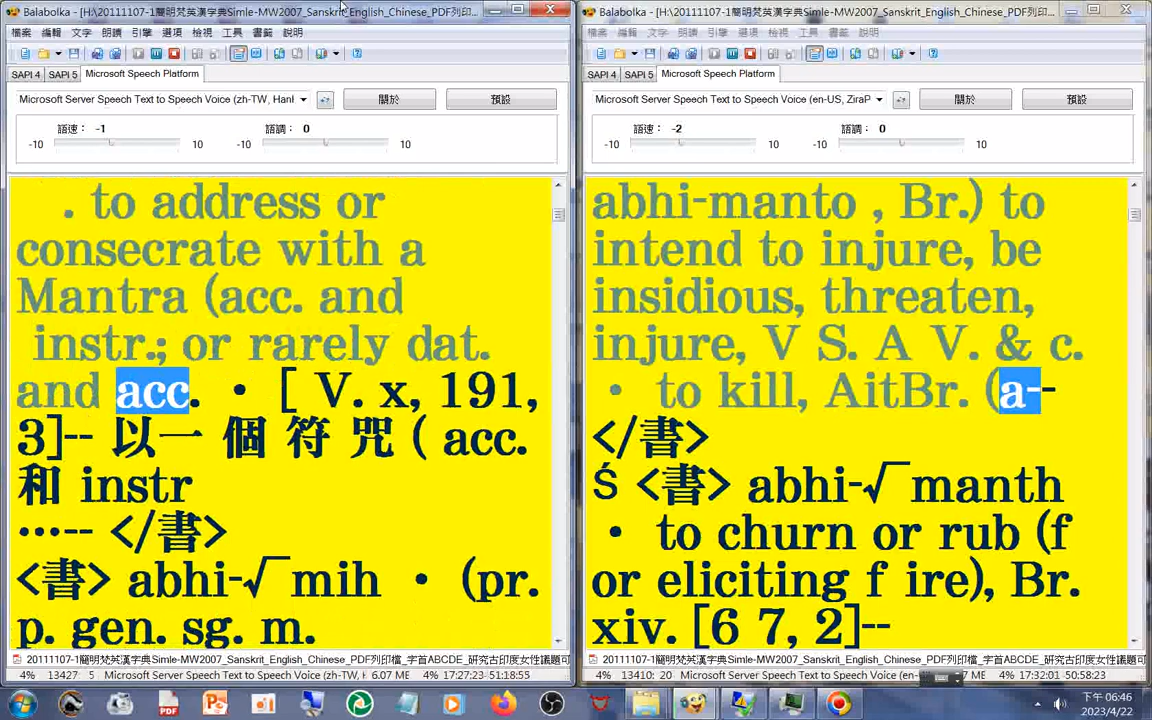 Balabolka - [H:\20111107-1簡明梵英漢字典Simle-MW2007_Sanskrit_English_Chinese_PDF列印...
檔案 編輯 文字 朗讀 引擎 選項 檢視 工具 書籤 說明
SAPI 4 SAPI 5 Microsoft Speech Platform
Microsoft Server Speech Text to Speech Voice (zh-TW, HanI
關於 預設
語速： -1 語調： 0
-10 10 -10 10
. to address or
consecrate with a
Mantra (acc. and
instr.; or rarely dat.
and acc. • [ V. x, 191,
3]-- 以一 個 符 咒 ( acc.
和 instr
…-- </書>
<書> abhi-√ mih • (pr.
p. gen. sg. m.
20111107-1簡明梵英漢字典Simle-MW2007_Sanskrit_English_Chinese_PDF列印檔_字首ABCDE_研究古印度女性議題可
4% 13427: 5 Microsoft Server Speech Text to Speech Voice (zh-TW, H 6.07 MB 4% 17:27:23 51:18:55
Balabolka - [H:\20111107-1簡明梵英漢字典Simle-MW2007_Sanskrit_English_Chinese_PDF列印...
檔案 編輯 文字 朗讀 引擎 選項 檢視 工具 書籤 說明
SAPI 4 SAPI 5 Microsoft Speech Platform
Microsoft Server Speech Text to Speech Voice (en-US, ZiraP
關於 預設
語速： -2 語調： 0
-10 10 -10 10
abhi-manto , Br.) to
intend to injure, be
insidious, threaten,
injure, V S. A V. & c.
• to kill, AitBr. (a--
</書>
Ś <書> abhi-√ manth
• to churn or rub (f
or eliciting f ire), Br.
xiv. [6 7, 2]--
20111107-1簡明梵英漢字典Simle-MW2007_Sanskrit_English_Chinese_PDF列印檔_字首ABCDE_研究古印度女性議題可
4% 13410: 20 Microsoft Server Speech Text to Speech Voice (en-US, 4% 17:32:01 50:58:23
下午 06:46
2023/4/22